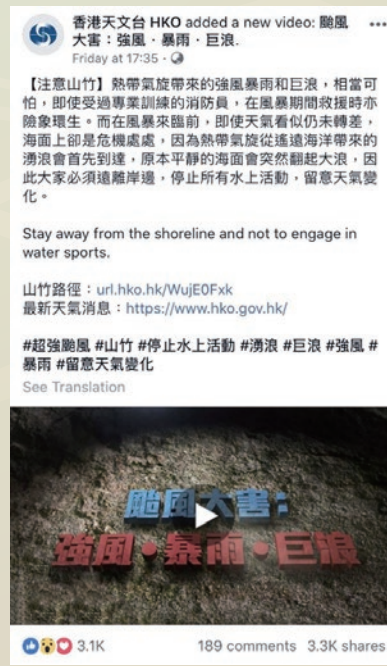 香港天文台 HKO added a new video: 颱風
大害：強風．暴雨．巨浪.
Friday at 17:35 ·
【注意山竹】熱帶氣旋帶來的強風暴雨和巨浪，相當可
怕，即使受過專業訓練的消防員，在風暴期間救援時亦
險象環生。而在風暴來臨前，即使天氣看似仍未轉差，
海面上卻是危機處處，因為熱帶氣旋從遙遠海洋帶來的
湧浪會首先到達，原本平靜的海面會突然翻起大浪，因
此大家必須遠離岸邊，停止所有水上活動，留意天氣變
化。
Stay away from the shoreline and not to engage in
water sports.
山竹路徑：url.hko.hk/WujE0Fxk
最新天氣消息：https://www.hko.gov.hk/
#超強颱風 #山竹 #停止水上活動 #湧浪 #巨浪 #強風 #
暴雨 #留意天氣變化
See Translation
颱風大害：
強風・暴雨・巨浪
3.1K 189 comments 3.3K shares